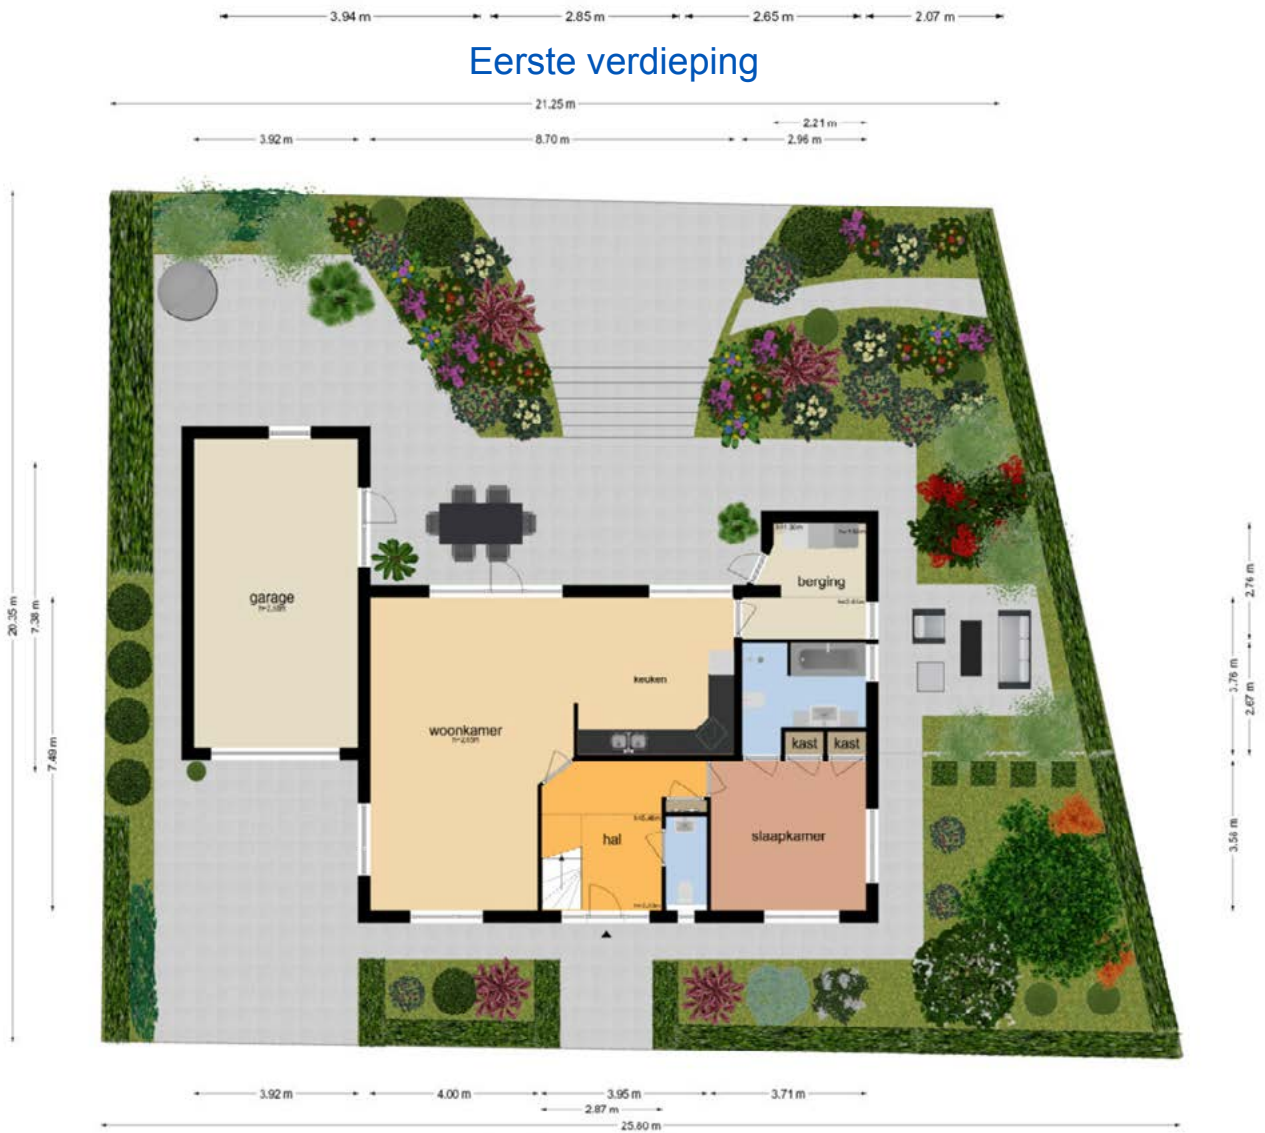 3.94 m 2.85 m 2.65 m 2.07 m
Eerste verdieping
21.25 m
2.21 m
3.92 m 8.70 m 2.96 m
berging
garage
keuken
woonkamer
kast kast
hal
slaapkamer
20.35 m
7.38 m
7.49 m
2.76 m
3.76 m
2.67 m
3.56 m
3.92 m 4.00 m 3.95 m 3.71 m
2.87 m
25.60 m